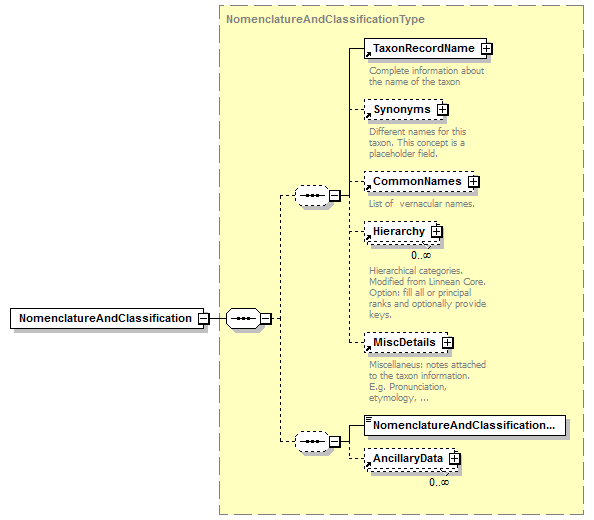 NomenclatureAndClassificationType
TaxonRecordName
Complete information about
the name of the taxon
Synonyms
Different names for this
taxon. This concept is a
placeholder field.
CommonNames
List of vernacular names.
Hierarchy
0..∞
Hierarchical categories.
Modified from Linnean Core.
Option: fill all or principal
ranks and optionally provide
keys.
NomenclatureAndClassification
MiscDetails
Miscellaneus: notes attached
to the taxon information.
E.g. Pronunciation,
etymology, ...
NomenclatureAndClassification...
AncillaryData
0..∞